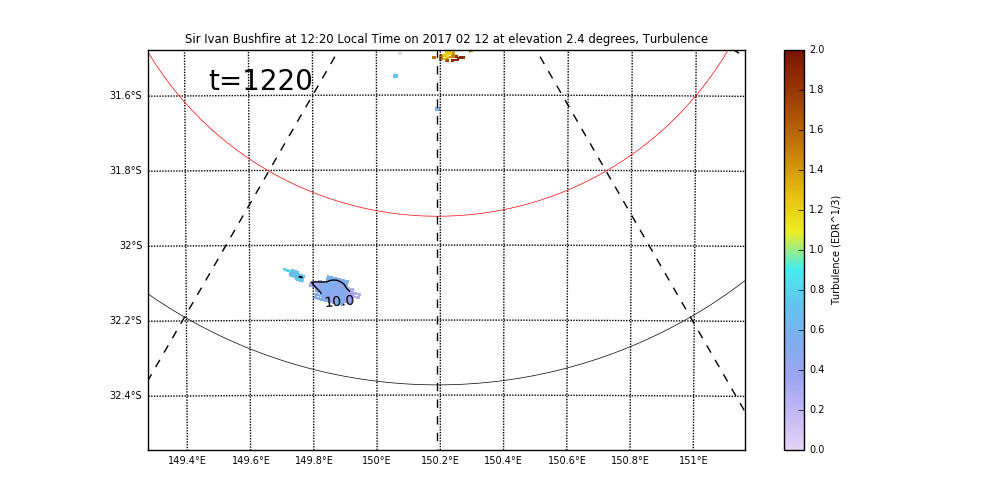 Sir Ivan Bushfire at 12:20 Local Time on 2017 02 12 at elevation 2.4 degrees, Turbulence
t=1220
31.6°S
31.8°S
32°S
32.2°S
32.4°S
10.0
149.4°E 149.6°E 149.8°E 150°E 150.2°E 150.4°E 150.6°E 150.8°E 151°E
2.0
1.8
1.6
1.4
1.2
1.0
0.8
0.6
0.4
0.2
0.0
Turbulence (EDR^1/3)